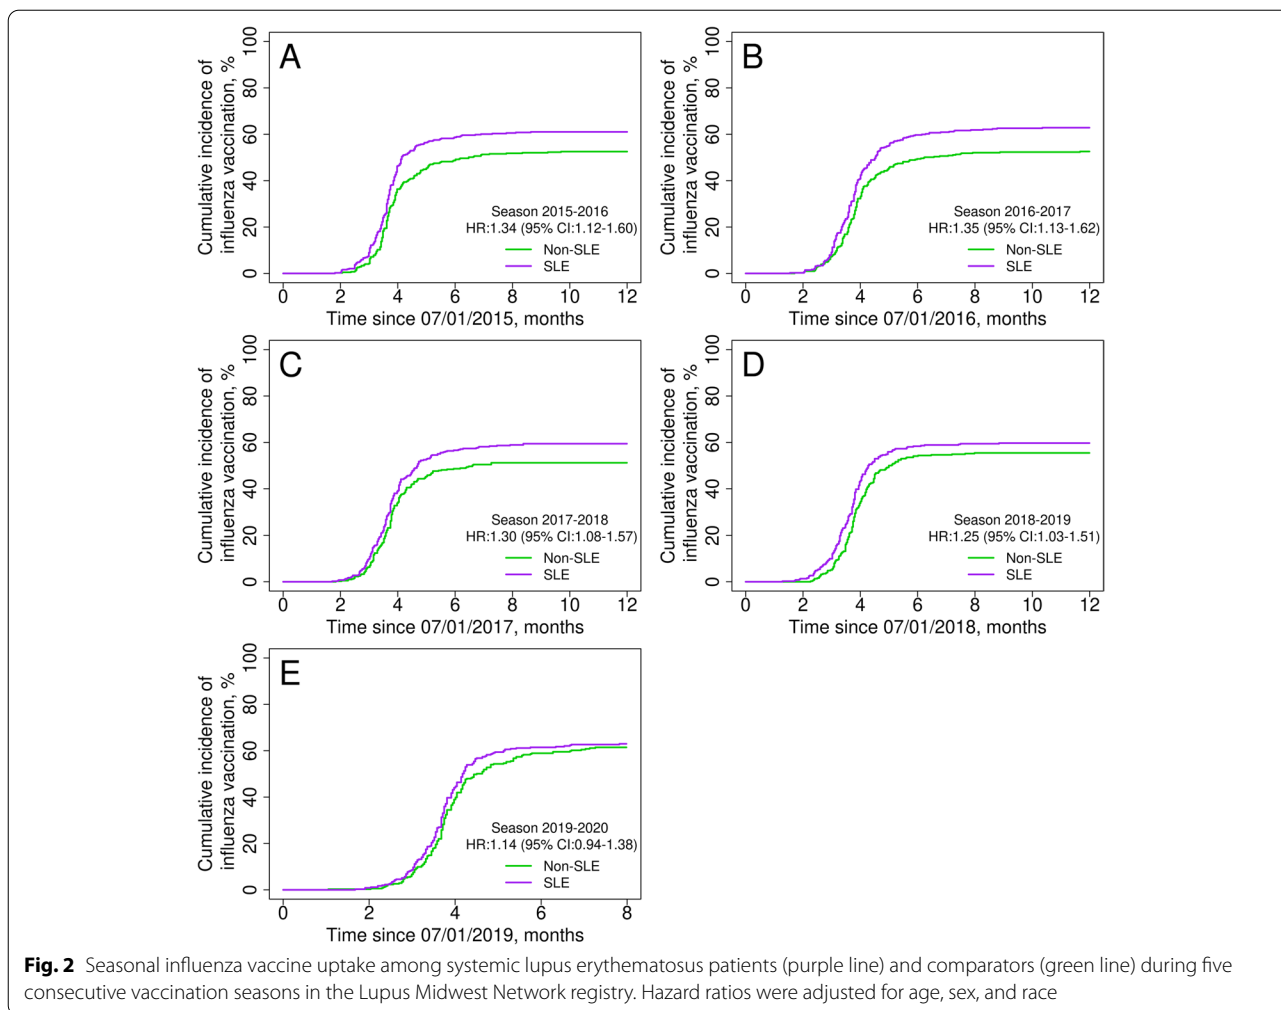 A
Cumulative incidence of
influenza vaccination, %
0 20 40 60 80 100
Season 2015-2016
HR:1.34 (95% CI:1.12-1.60)
Non-SLE
SLE
0 2 4 6 8 10 12
Time since 07/01/2015, months
B
Cumulative incidence of
influenza vaccination, %
0 20 40 60 80 100
Season 2016-2017
HR:1.35 (95% CI:1.13-1.62)
Non-SLE
SLE
0 2 4 6 8 10 12
Time since 07/01/2016, months
C
Cumulative incidence of
influenza vaccination, %
0 20 40 60 80 100
Season 2017-2018
HR:1.30 (95% CI:1.08-1.57)
Non-SLE
SLE
0 2 4 6 8 10 12
Time since 07/01/2017, months
D
Cumulative incidence of
influenza vaccination, %
0 20 40 60 80 100
Season 2018-2019
HR:1.25 (95% CI:1.03-1.51)
Non-SLE
SLE
0 2 4 6 8 10 12
Time since 07/01/2018, months
E
Cumulative incidence of
influenza vaccination, %
0 20 40 60 80 100
Season 2019-2020
HR:1.14 (95% CI:0.94-1.38)
Non-SLE
SLE
0 2 4 6 8
Time since 07/01/2019, months
Fig. 2 Seasonal influenza vaccine uptake among systemic lupus erythematosus patients (purple line) and comparators (green line) during five
consecutive vaccination seasons in the Lupus Midwest Network registry. Hazard ratios were adjusted for age, sex, and race